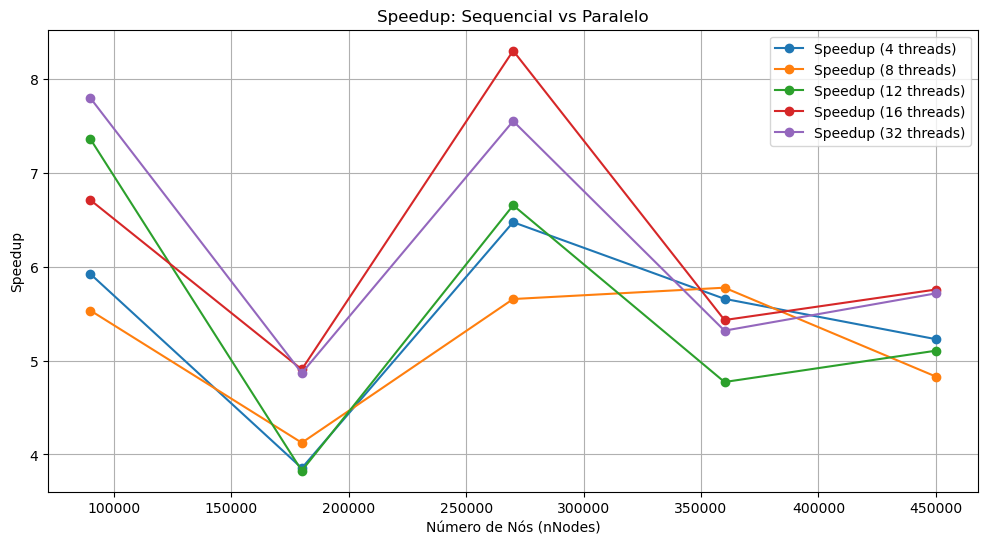 Speedup: Sequencial vs Paralelo
Speedup (4 threads)
Speedup (8 threads)
Speedup (12 threads)
Speedup (16 threads)
Speedup (32 threads)
Speedup
8
7
6
5
4
100000 150000 200000 250000 300000 350000 400000 450000
Número de Nós (nNodes)